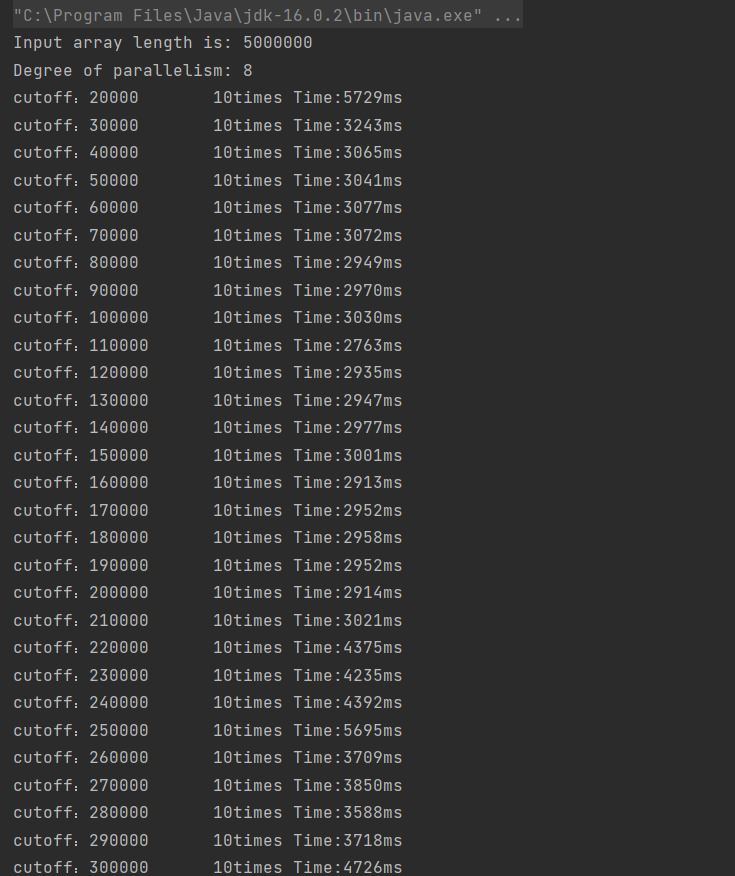 "C:\Program Files\Java\jdk-16.0.2\bin\java.exe" ...
Input array length is: 5000000
Degree of parallelism: 8
cutoff：20000 10times Time:5729ms
cutoff：30000 10times Time:3243ms
cutoff：40000 10times Time:3065ms
cutoff：50000 10times Time:3041ms
cutoff：60000 10times Time:3077ms
cutoff：70000 10times Time:3072ms
cutoff：80000 10times Time:2949ms
cutoff：90000 10times Time:2970ms
cutoff：100000 10times Time:3030ms
cutoff：110000 10times Time:2763ms
cutoff：120000 10times Time:2935ms
cutoff：130000 10times Time:2947ms
cutoff：140000 10times Time:2977ms
cutoff：150000 10times Time:3001ms
cutoff：160000 10times Time:2913ms
cutoff：170000 10times Time:2952ms
cutoff：180000 10times Time:2958ms
cutoff：190000 10times Time:2952ms
cutoff：200000 10times Time:2914ms
cutoff：210000 10times Time:3021ms
cutoff：220000 10times Time:4375ms
cutoff：230000 10times Time:4235ms
cutoff：240000 10times Time:4392ms
cutoff：250000 10times Time:5695ms
cutoff：260000 10times Time:3709ms
cutoff：270000 10times Time:3850ms
cutoff：280000 10times Time:3588ms
cutoff：290000 10times Time:3718ms
cutoff：300000 10times Time:4726ms